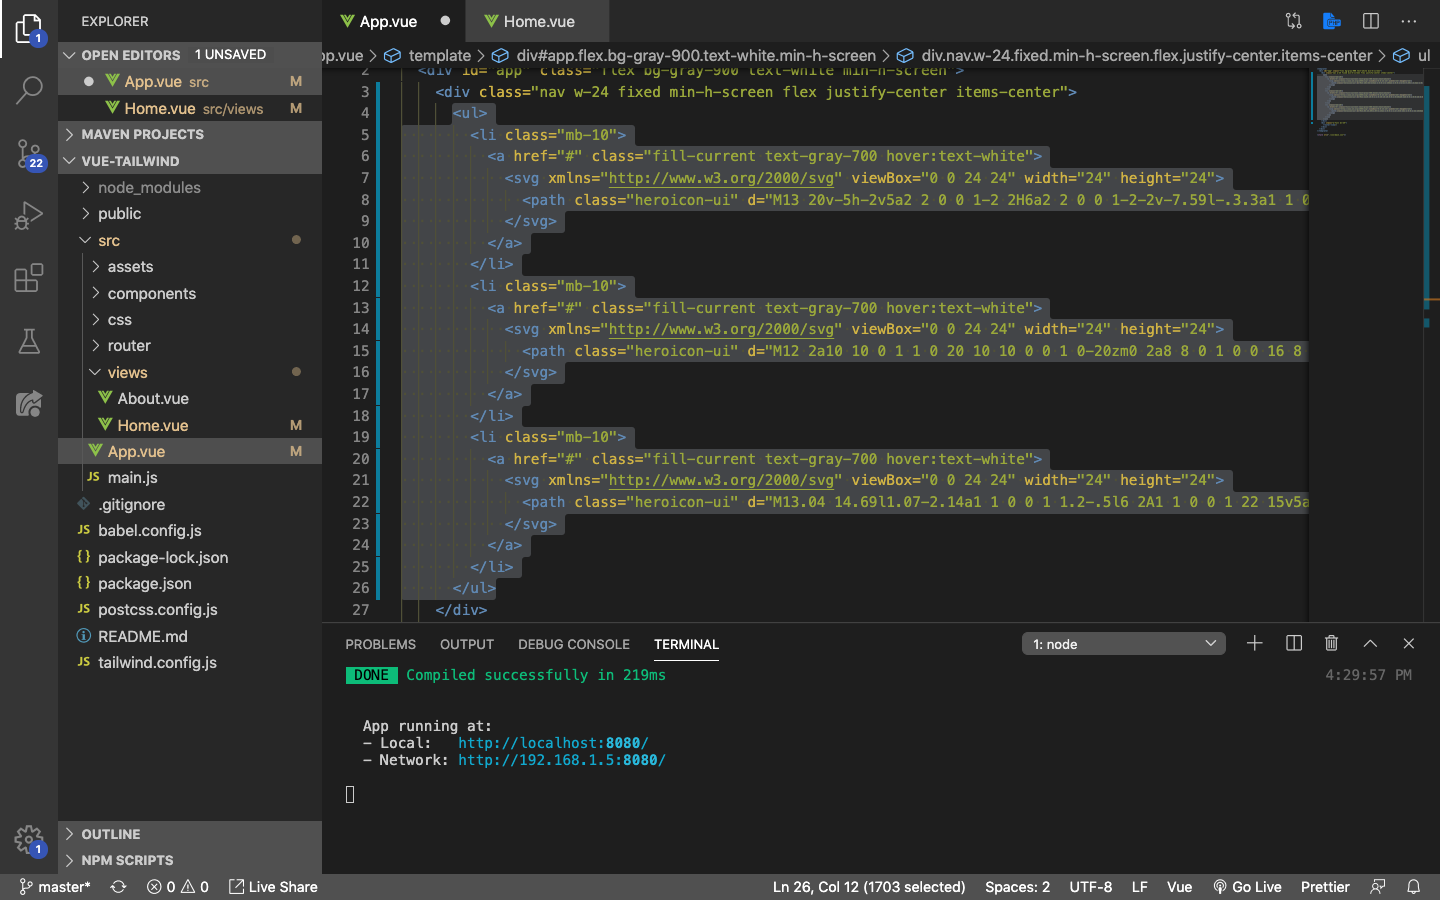 EXPLORER
OPEN EDITORS 1 UNSAVED
App.vue src M
Home.vue src/views M
MAVEN PROJECTS
VUE-TAILWIND
node_modules
public
src
assets
components
css
router
views
About.vue
Home.vue M
App.vue M
JS main.js
.gitignore
JS babel.config.js
{} package-lock.json
{} package.json
JS postcss.config.js
README.md
JS tailwind.config.js
OUTLINE
NPM SCRIPTS
1
22
1
App.vue
Home.vue
pp.vue > template > div#app.flex.bg-gray-900.text-white.min-h-screen > div.nav.w-24.fixed.min-h-screen.flex.justify-center.items-center > ul
2 <div id="app" class="flex bg-gray-900 text-white min-h-screen">
3 <div class="nav w-24 fixed min-h-screen flex justify-center items-center">
4 <ul>
5 <li class="mb-10">
6 <a href="#" class="fill-current text-gray-700 hover:text-white">
7 <svg xmlns="http://www.w3.org/2000/svg" viewBox="0 0 24 24" width="24" height="24">
8 <path class="heroicon-ui" d="M13 20v-5h-2v5a2 2 0 0 1-2 2H6a2 2 0 0 1-2-2v-7.59l-.3.3a1 1 0
9 </svg>
10 </a>
11 </li>
12 <li class="mb-10">
13 <a href="#" class="fill-current text-gray-700 hover:text-white">
14 <svg xmlns="http://www.w3.org/2000/svg" viewBox="0 0 24 24" width="24" height="24">
15 <path class="heroicon-ui" d="M12 2a10 10 0 1 1 0 20 10 10 0 0 1 0-20zm0 2a8 8 0 1 0 0 16 8
16 </svg>
17 </a>
18 </li>
19 <li class="mb-10">
20 <a href="#" class="fill-current text-gray-700 hover:text-white">
21 <svg xmlns="http://www.w3.org/2000/svg" viewBox="0 0 24 24" width="24" height="24">
22 <path class="heroicon-ui" d="M13.04 14.69l1.07-2.14a1 1 0 0 1 1.2-.5l6 2A1 1 0 0 1 22 15v5a
23 </svg>
24 </a>
25 </li>
26 </ul>
27 </div>
PROBLEMS OUTPUT DEBUG CONSOLE TERMINAL 1: node
DONE Compiled successfully in 219ms 4:29:57 PM
App running at:
- Local: http://localhost:8080/
- Network: http://192.168.1.5:8080/
master* 0 0 Live Share Ln 26, Col 12 (1703 selected) Spaces: 2 UTF-8 LF Vue Go Live Prettier